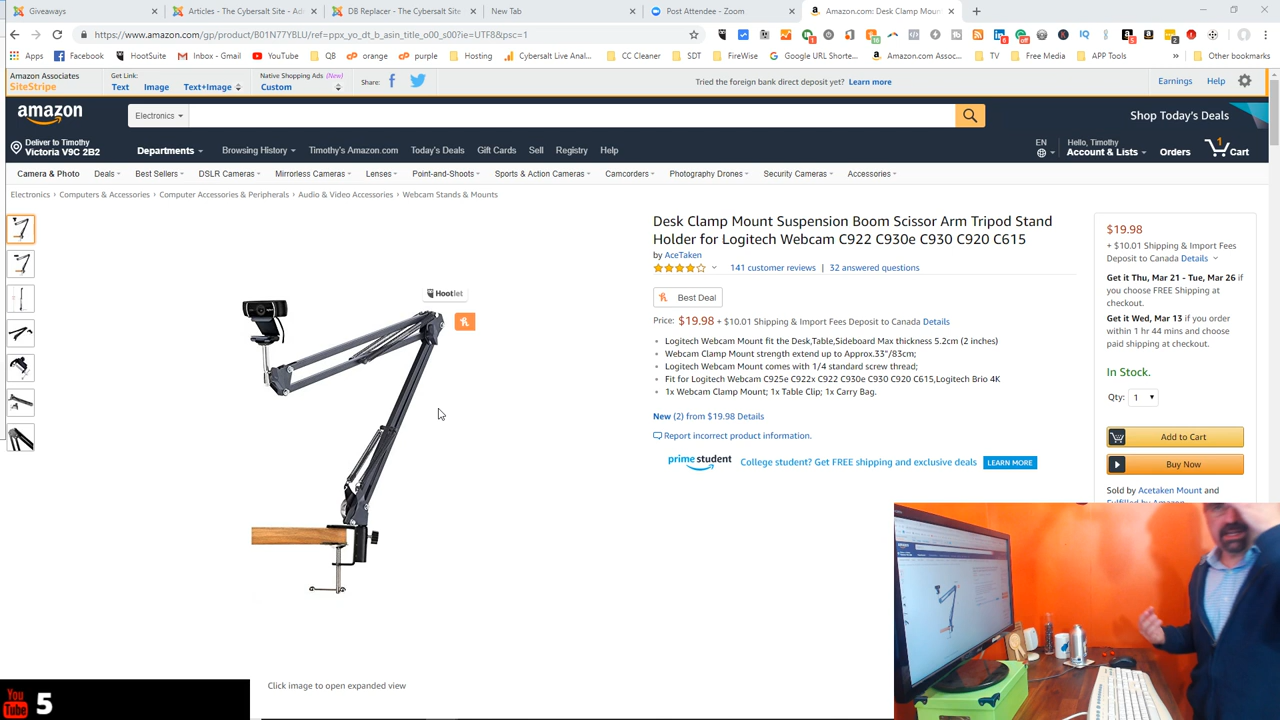 Giveaways
Articles - The Cybersalt Site - Ad
DB Replacer - The Cybersalt Site
New Tab
Post Attendee - Zoom
Amazon.com: Desk Clamp Moun
https://www.amazon.com/gp/product/B01N77YBLU/ref=ppx_yo_dt_b_asin_title_o00_s00?ie=UTF8&psc=1
Apps
Facebook
HootSuite
Inbox - Gmail
YouTube
QB
orange
purple
Hosting
Cybersalt Live Anal...
CC Cleaner
SDT
FireWise
Google URL Shorte...
Amazon.com Assoc...
TV
Free Media
APP Tools
»
Other bookmarks
Amazon Associates
SiteStripe
Get Link:
Text Image Text+Image
Native Shopping Ads (New)
Custom
Share:
Tried the foreign bank direct deposit yet? Learn more
Earnings Help
amazon
Electronics
Shop Today's Deals
Deliver to Timothy
Victoria V9C 2B2
Departments
Browsing History
Timothy's Amazon.com
Today's Deals
Gift Cards
Sell
Registry
Help
EN
Hello, Timothy
Account & Lists
Orders
1
Cart
Camera & Photo
Deals
Best Sellers
DSLR Cameras
Mirrorless Cameras
Lenses
Point-and-Shoots
Sports & Action Cameras
Camcorders
Photography Drones
Security Cameras
Accessories
Electronics › Computers & Accessories › Computer Accessories & Peripherals › Audio & Video Accessories › Webcam Stands & Mounts
Hootlet
Desk Clamp Mount Suspension Boom Scissor Arm Tripod Stand
Holder for Logitech Webcam C922 C930e C930 C920 C615
by AceTaken
141 customer reviews | 32 answered questions
Best Deal
Price: $19.98 + $10.01 Shipping & Import Fees Deposit to Canada Details
• Logitech Webcam Mount fit the Desk,Table,Sideboard Max thickness 5.2cm (2 inches)
• Webcam Clamp Mount strength extend up to Approx.33"/83cm;
• Logitech Webcam Mount comes with 1/4 standard screw thread;
• Fit for Logitech Webcam C925e C922x C922 C930e C930 C920 C615,Logitech Brio 4K
• 1x Webcam Clamp Mount; 1x Table Clip; 1x Carry Bag.
New (2) from $19.98 Details
Report incorrect product information.
prime student
College student? Get FREE shipping and exclusive deals LEARN MORE
$19.98
+ $10.01 Shipping & Import Fees
Deposit to Canada Details
Get it Thu, Mar 21 - Tue, Mar 26 if
you choose FREE Shipping at
checkout.
Get it Wed, Mar 13 if you order
within 1 hr 44 mins and choose
paid shipping at checkout.
In Stock.
Qty: 1
Add to Cart
Buy Now
Sold by Acetaken Mount and
Fulfilled by Amazon
Click image to open expanded view
You
Tube
5